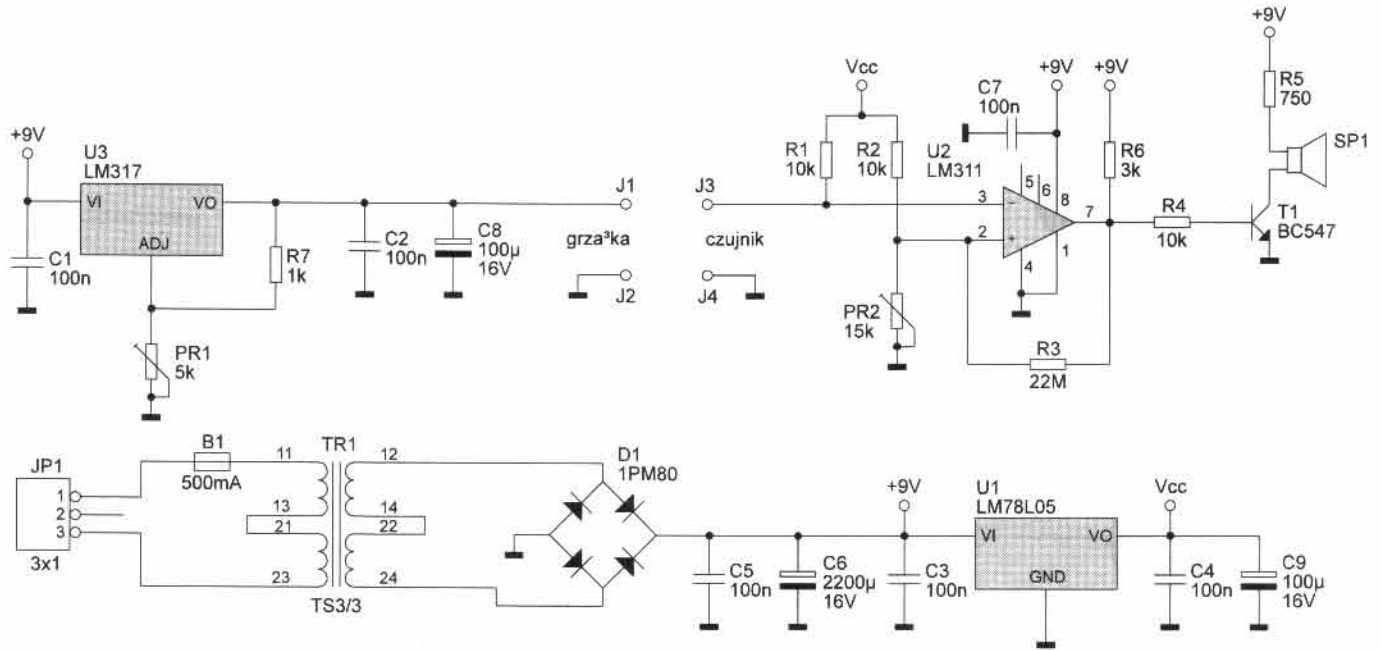 +9V
U3
LM317
VI
VO
ADJ
C1
100n
R7
1k
PR1
5k
C2
100n
C8
100µ
16V
J1
grza³ka
J2
J3
czujnik
J4
Vcc
R1
10k
R2
10k
PR2
15k
C7
100n
+9V
U2
LM311
3
2
−
+
5
6
8
7
4
1
R3
22M
+9V
R6
3k
R4
10k
+9V
R5
750
SP1
T1
BC547
JP1
1
2
3
3x1
B1
500mA
11
13
21
23
TR1
TS3/3
12
14
22
24
D1
1PM80
C5
100n
C6
2200µ
16V
+9V
C3
100n
U1
LM78L05
VI
VO
GND
Vcc
C4
100n
C9
100µ
16V